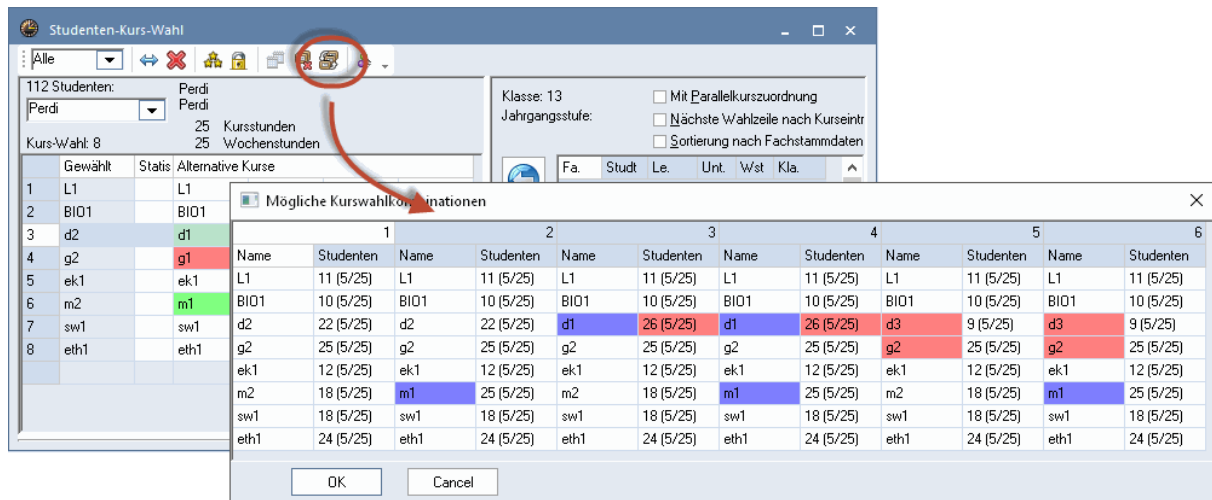 Studenten-Kurs-Wahl
Alle
112 Studenten:
Perdi
Perdi
Perdi
25 Kursstunden
Kurs-Wahl: 8
25 Wochenstunden
Gewählt Statis Alternative Kurse
1 L1 L1
2 BIO1 BIO1
3 d2 d1
4 g2 g1
5 ek1 ek1
6 m2 m1
7 sw1 sw1
8 eth1 eth1
Klasse: 13
Jahrgangsstufe:
Mit Parallelkurszuordnung
Nächste Wahlzeile nach Kurseintr
Sortierung nach Fachstammdaten
Fa. Studt Le. Unt. Wst Kla.
Mögliche Kurswahlkombinationen
1 2 3 4 5 6
Name Studenten Name Studenten Name Studenten Name Studenten Name Studenten Name Studenten
L1 11 (5/25) L1 11 (5/25) L1 11 (5/25) L1 11 (5/25) L1 11 (5/25) L1 11 (5/25)
BIO1 10 (5/25) BIO1 10 (5/25) BIO1 10 (5/25) BIO1 10 (5/25) BIO1 10 (5/25) BIO1 10 (5/25)
d2 22 (5/25) d2 22 (5/25) d1 26 (5/25) d1 26 (5/25) d3 9 (5/25) d3 9 (5/25)
g2 25 (5/25) g2 25 (5/25) g2 25 (5/25) g2 25 (5/25) g2 25 (5/25) g2 25 (5/25)
ek1 12 (5/25) ek1 12 (5/25) ek1 12 (5/25) ek1 12 (5/25) ek1 12 (5/25) ek1 12 (5/25)
m2 18 (5/25) m1 25 (5/25) m2 18 (5/25) m1 25 (5/25) m2 18 (5/25) m1 25 (5/25)
sw1 18 (5/25) sw1 18 (5/25) sw1 18 (5/25) sw1 18 (5/25) sw1 18 (5/25) sw1 18 (5/25)
eth1 24 (5/25) eth1 24 (5/25) eth1 24 (5/25) eth1 24 (5/25) eth1 24 (5/25) eth1 24 (5/25)
OK Cancel